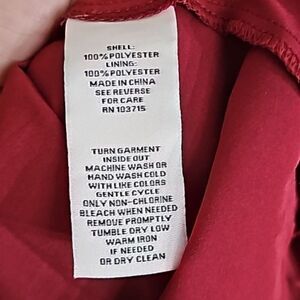 SHELL:
100% POLYESTER
LINING:
100% POLYESTER
MADE IN CHINA
SEE REVERSE
FOR CARE
RN 103715
TURN GARMENT
INSIDE OUT
MACHINE WASH OR
HAND WASH COLD
WITH LIKE COLORS
GENTLE CYCLE
ONLY NON-CHLORINE
BLEACH WHEN NEEDED
REMOVE PROMPTLY
TUMBLE DRY LOW
WARM IRON
IF NEEDED
OR DRY CLEAN